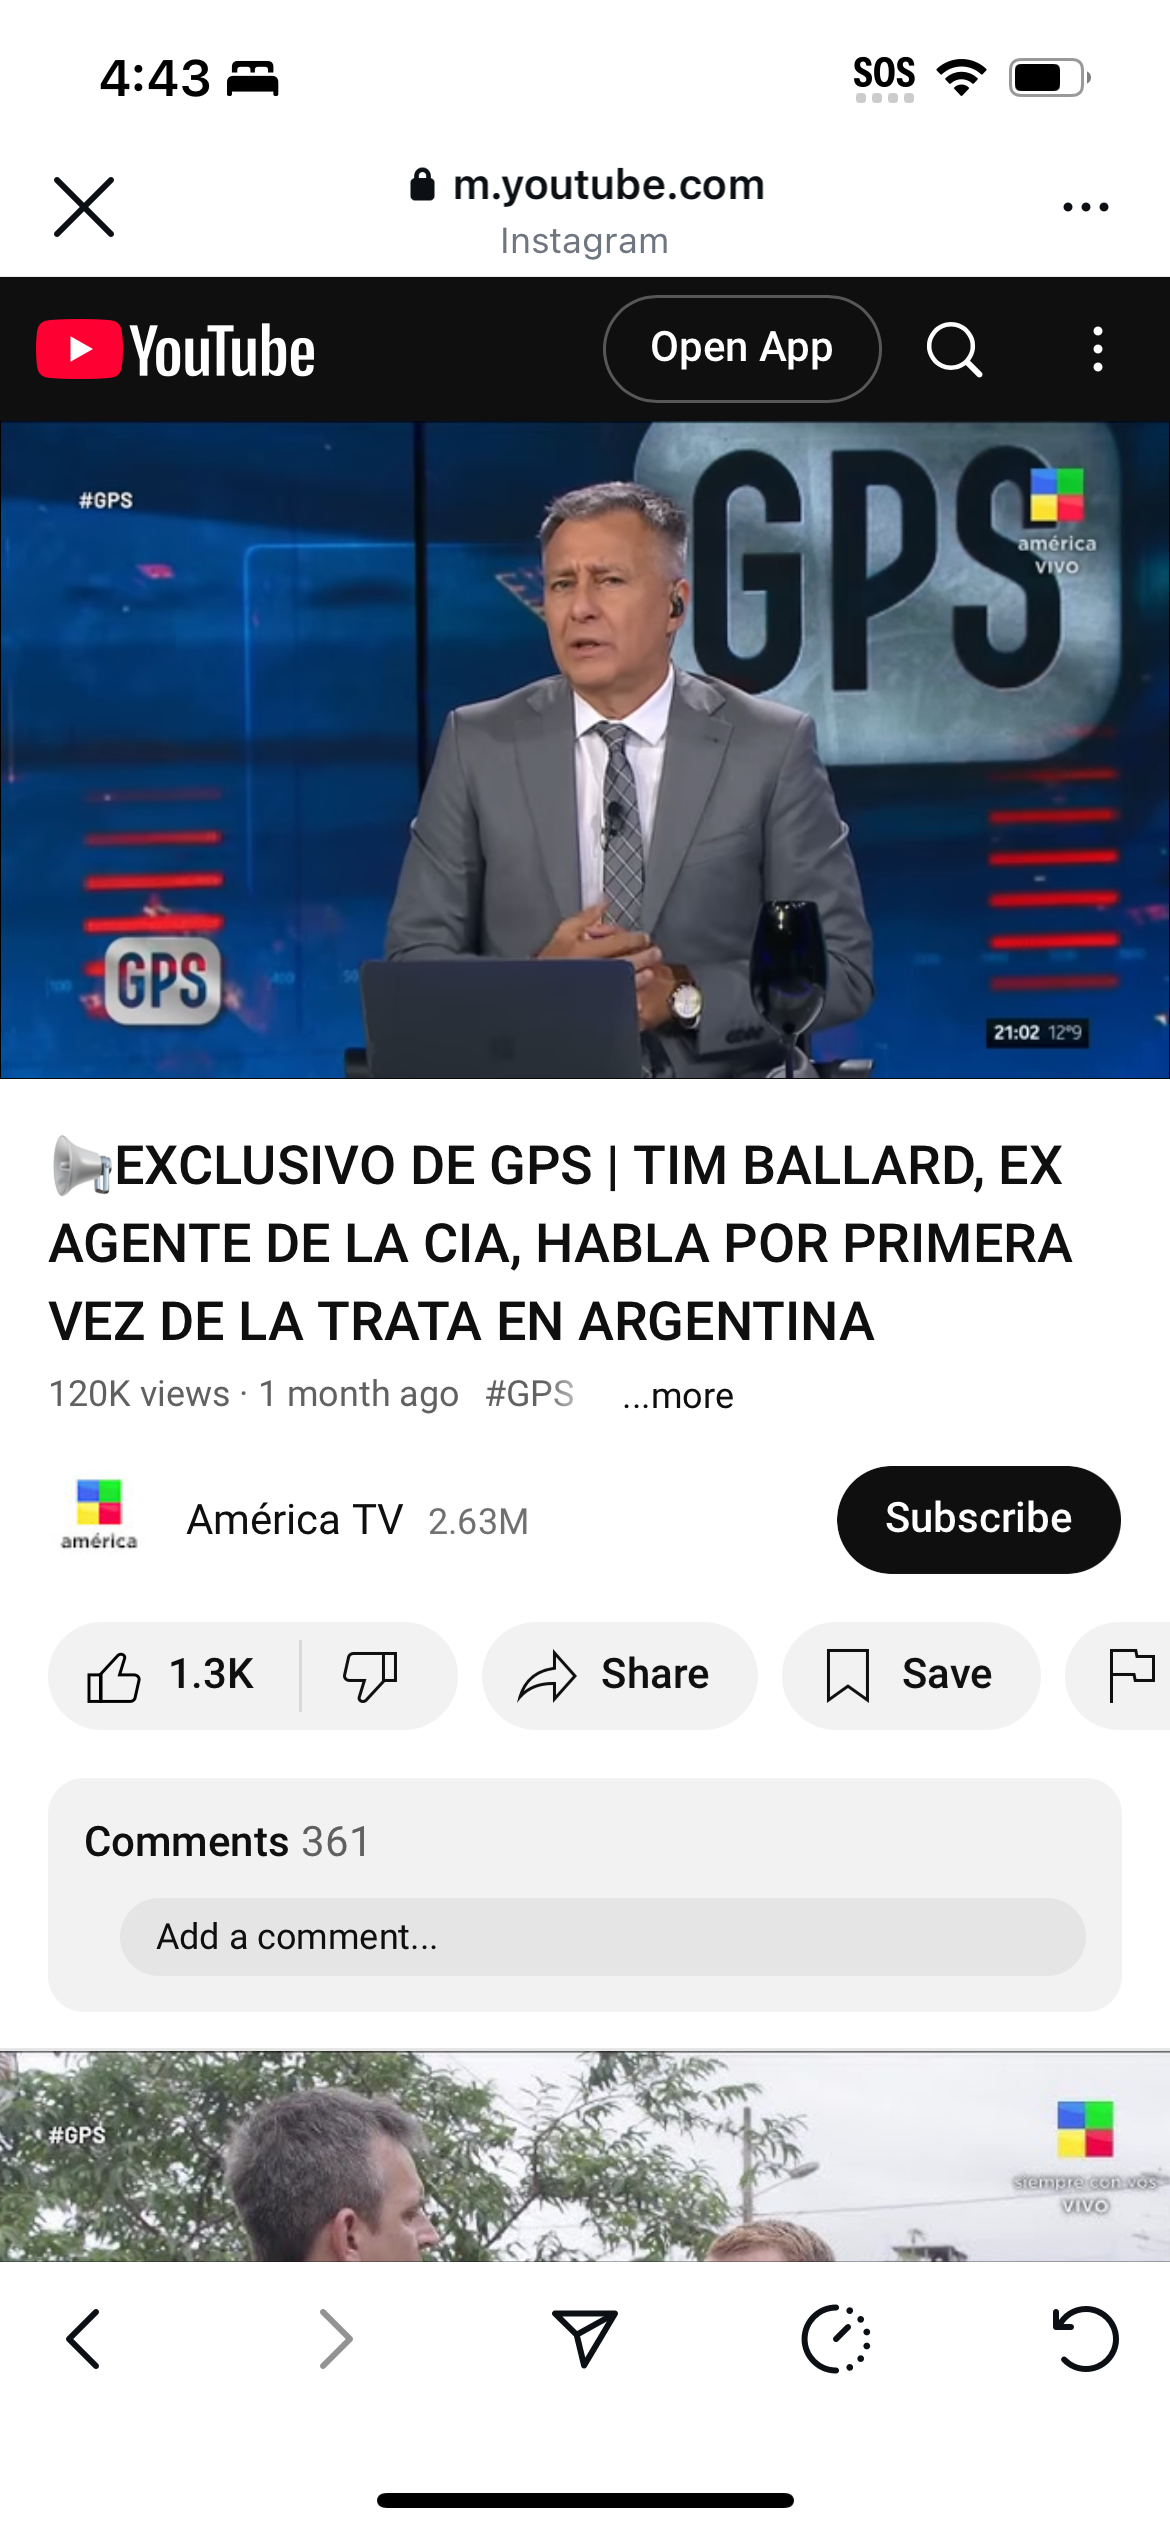 4:43
SOS
m.youtube.com
Instagram
YouTube
Open App
#GPS
GPS
américa
VIVO
GPS
21:02 12°9
EXCLUSIVO DE GPS | TIM BALLARD, EX
AGENTE DE LA CIA, HABLA POR PRIMERA
VEZ DE LA TRATA EN ARGENTINA
120K views · 1 month ago #GPS ...more
américa
América TV 2.63M
Subscribe
1.3K
Share
Save
Comments 361
Add a comment...
#GPS
siempre con vos
VIVO